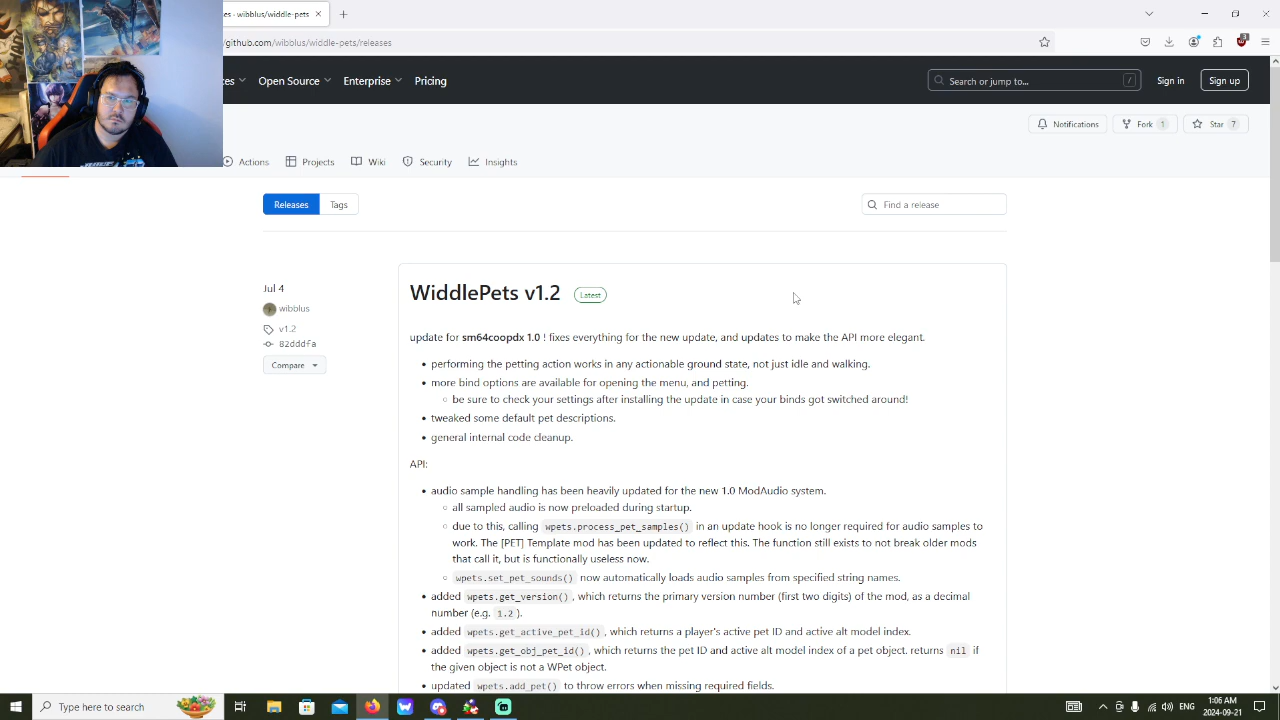 es - wibblus/widdle-pets
github.com/wibblus/widdle-pets/releases
3
Enterprise
Pricing
Search or jump to...
/
Sign in
Sign up
Notifications
Fork 1
Star 7
Actions
Projects
Wiki
Security
Insights
Releases
Tags
Find a release
Jul 4
wibblus
v1.2
82dddfa
Compare
WiddlePets v1.2
Latest
update for sm64coopdx 1.0 ! fixes everything for the new update, and updates to make the API more elegant.
• performing the petting action works in any actionable ground state, not just idle and walking.
• more bind options are available for opening the menu, and petting.
◦ be sure to check your settings after installing the update in case your binds got switched around!
• tweaked some default pet descriptions.
• general internal code cleanup.
API:
• audio sample handling has been heavily updated for the new 1.0 ModAudio system.
◦ all sampled audio is now preloaded during startup.
◦ due to this, calling wpets.process_pet_samples() in an update hook is no longer required for audio samples to
work. The [PET] Template mod has been updated to reflect this. The function still exists to not break older mods
that call it, but is functionally useless now.
◦ wpets.set_pet_sounds() now automatically loads audio samples from specified string names.
• added wpets.get_version(), which returns the primary version number (first two digits) of the mod, as a decimal
number (e.g. 1.2).
• added wpets.get_active_pet_id(), which returns a player's active pet ID and active alt model index.
• added wpets.get_obj_pet_id(), which returns the pet ID and active alt model index of a pet object. returns nil if
the given object is not a WPet object.
• updated wpets.add_pet() to throw errors when missing required fields.
Type here to search
1:06 AM
2024-09-21